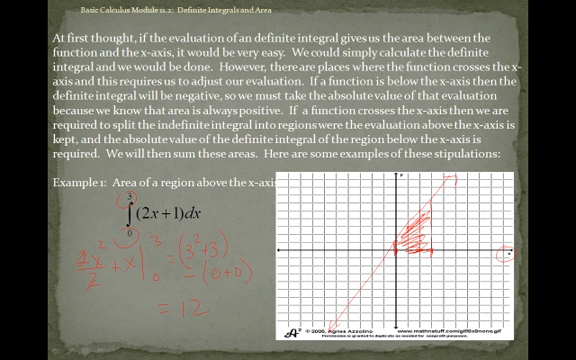 Basic Calculus Module 11.2: Definite Integrals and Area
At first thought, if the evaluation of an definite integral gives us the area between the
function and the x-axis, it would be very easy. We could simply calculate the definite
integral and we would be done. However, there are places where the function crosses the x-
axis and this requires us to adjust our evaluation. If a function is below the x-axis then the
definite integral will be negative, so we must take the absolute value of that evaluation
because we know that area is always positive. If a function crosses the x-axis then we are
required to split the indefinite integral into regions were the evaluation above the x-axis is
kept, and the absolute value of the definite integral of the region below the x-axis is
required. We will then sum these areas. Here are some examples of these stipulations:
Example 1: Area of a region above the x-axis
∫₀³ (2x+1)dx
2x²/2 + x |₀³ = (3²+3)
− (0+0)
= 12
© 2005, Agnes Azzolino www.mathnstuff.com/gif/9x9none.gif
Permission is granted to duplicate as needed for nonprofit purposes.